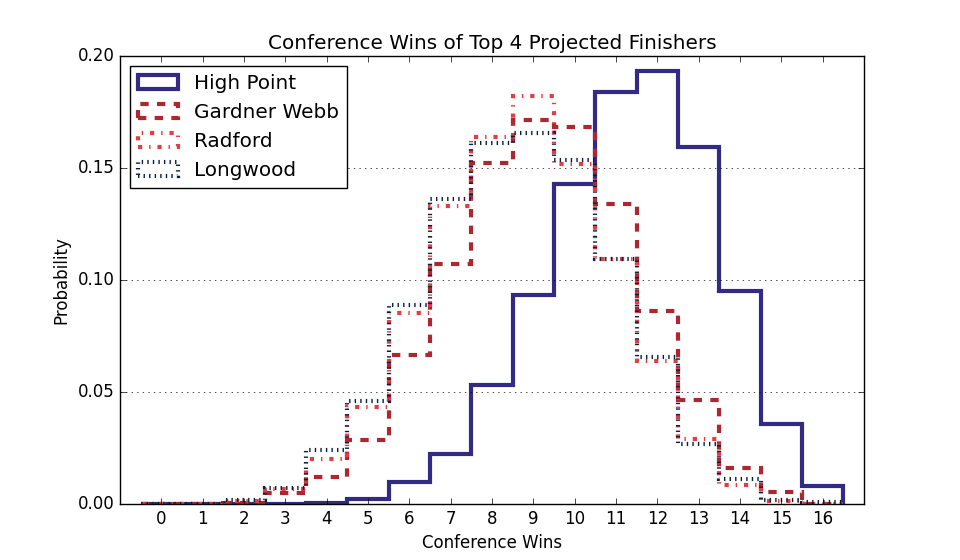 Conference Wins of Top 4 Projected Finishers
0.20
0.15
0.10
0.05
0.00
Probability
High Point
Gardner Webb
Radford
Longwood
0 1 2 3 4 5 6 7 8 9 10 11 12 13 14 15 16
Conference Wins